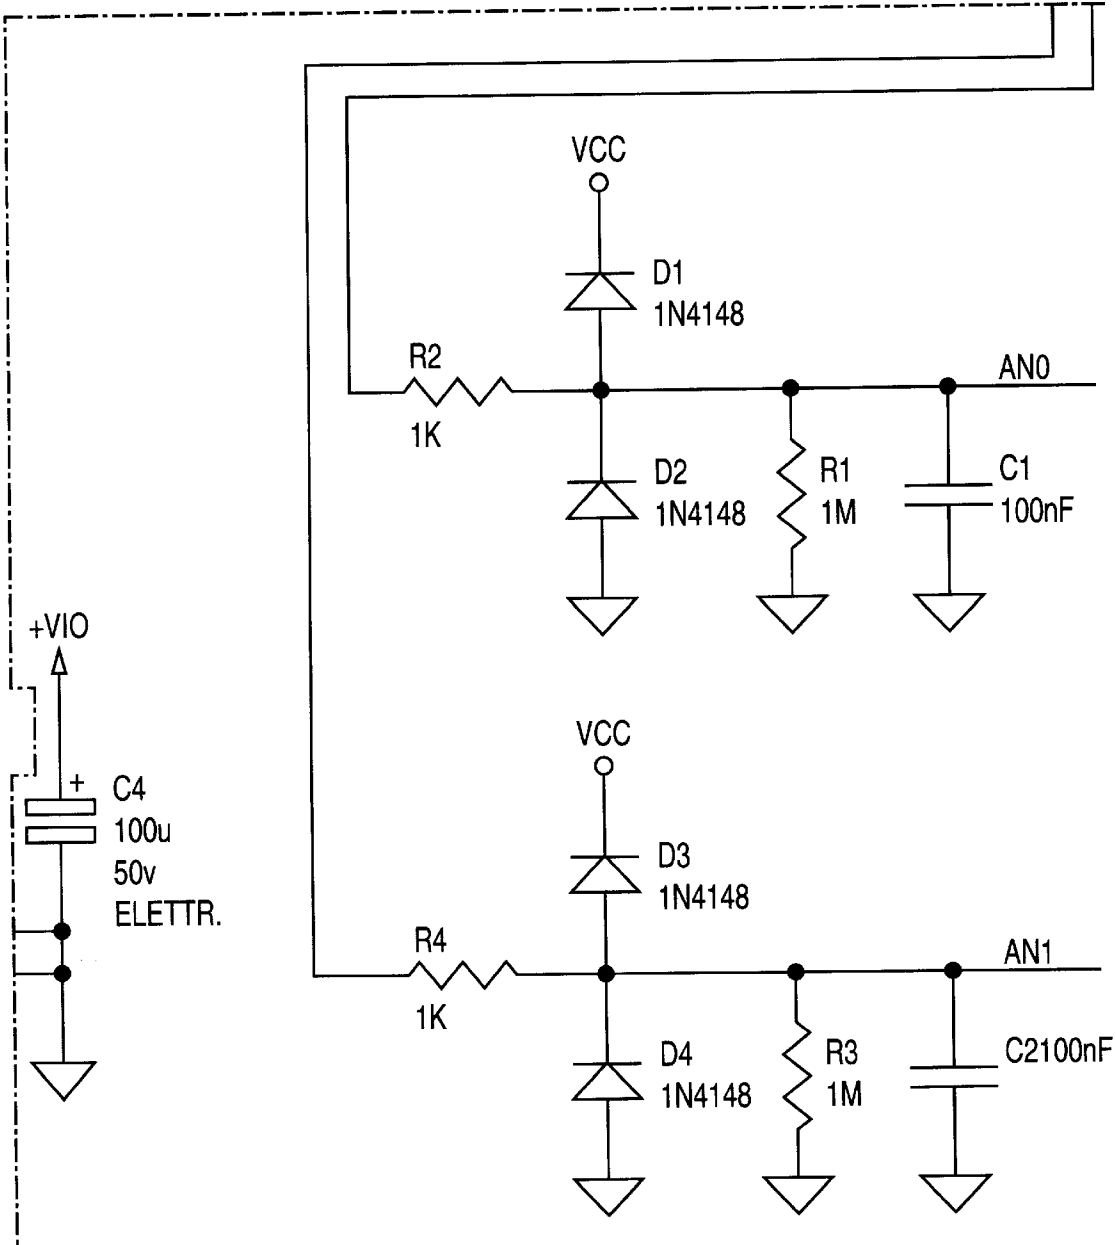 VCC
D1
1N4148
R2
1K
AN0
D2
1N4148
R1
1M
C1
100nF
+VIO
+
C4
100u
50v
ELETTR.
VCC
D3
1N4148
R4
1K
AN1
D4
1N4148
R3
1M
C2100nF